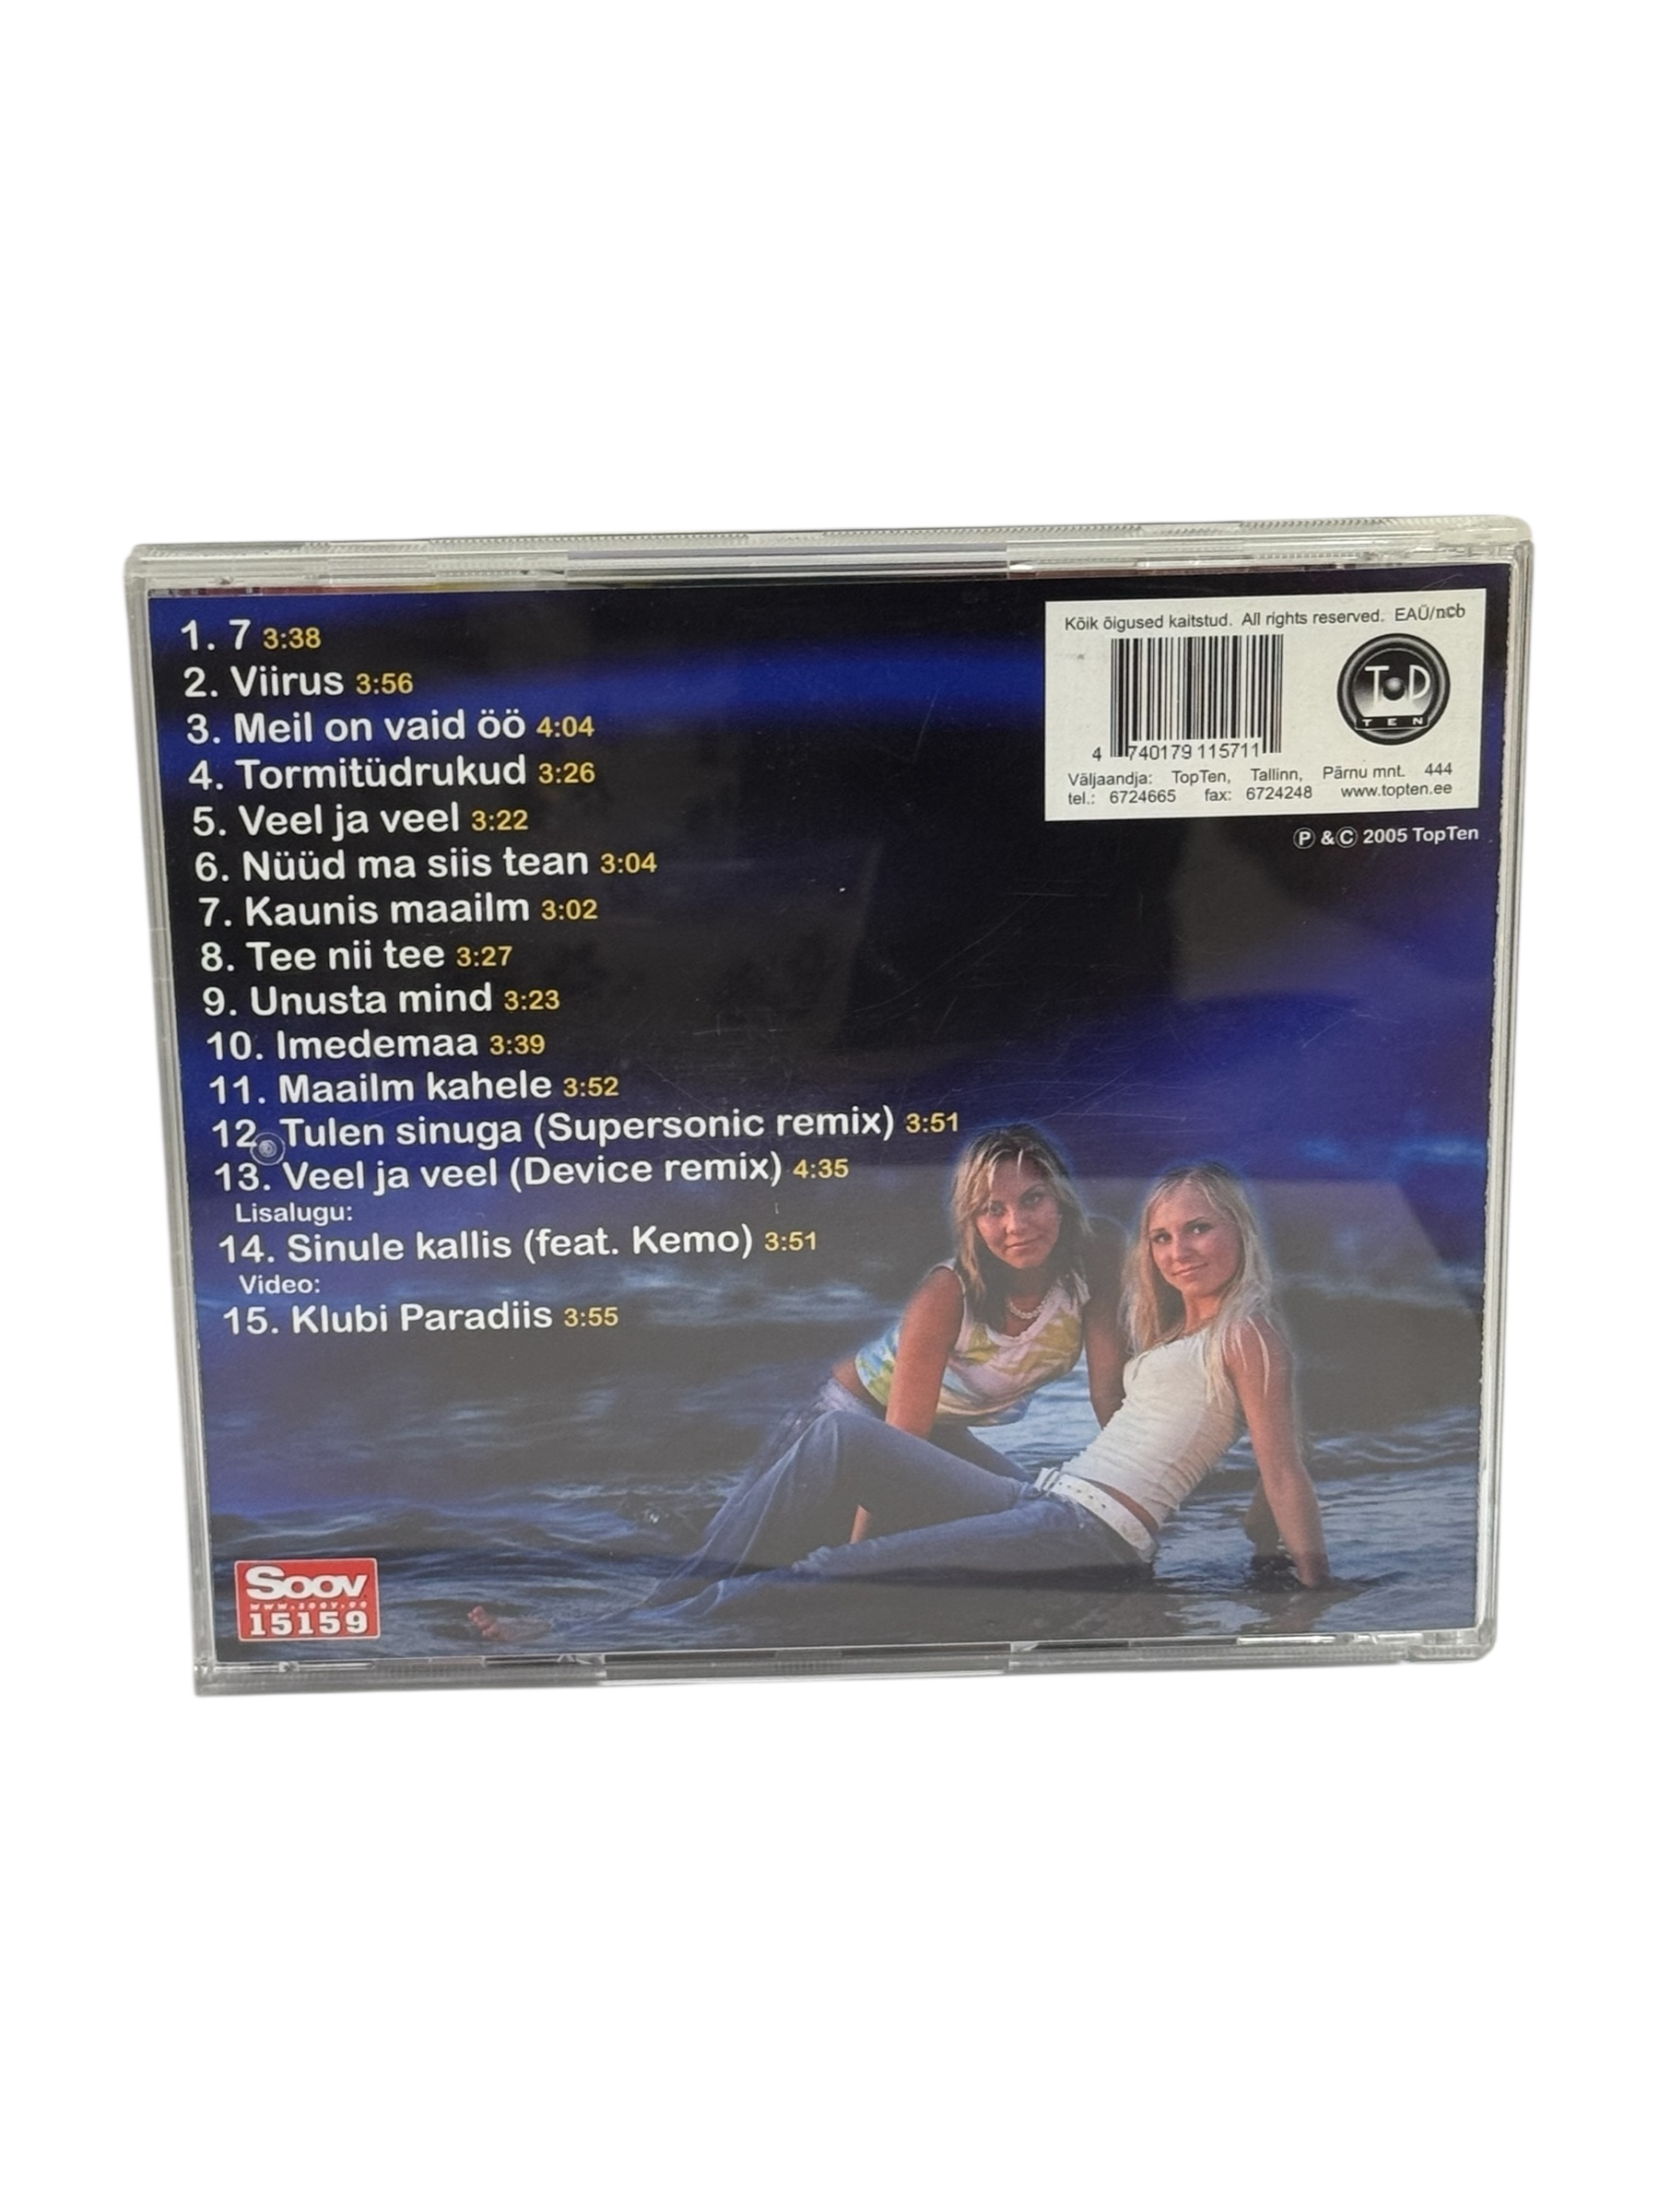 1. 7 3:38
2. Viirus 3:56
3. Meil on vaid öö 4:04
4. Tormitüdrukud 3:26
5. Veel ja veel 3:22
6. Nüüd ma siis tean 3:04
7. Kaunis maailm 3:02
8. Tee nii tee 3:27
9. Unusta mind 3:23
10. Imedemaa 3:39
11. Maailm kahele 3:52
12. Tulen sinuga (Supersonic remix) 3:51
13. Veel ja veel (Device remix) 4:35
Lisalugu:
14. Sinule kallis (feat. Kemo) 3:51
Video:
15. Klubi Paradiis 3:55
Kõik õigused kaitstud. All rights reserved. EAÜ/ncb
TOP
TEN
4 740179 115711
Väljaandja: TopTen, Tallinn, Pärnu mnt. 444
tel.: 6724665 fax: 6724248 www.topten.ee
Ⓟ &© 2005 TopTen
Soov
www.soov.ee
15159